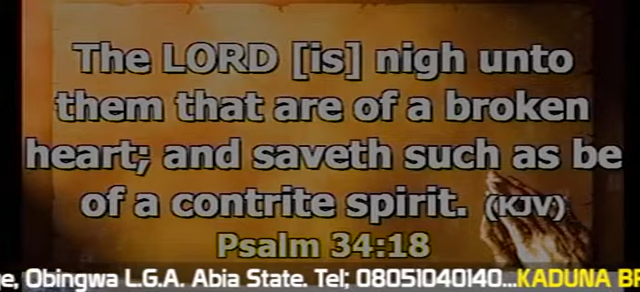 The LORD [is] nigh unto
them that are of a broken
heart; and saveth such as be
of a contrite spirit. (KJV)
Psalm 34:18
Obingwa L.G.A. Abia State. Tel; 08051040140...KADUNA